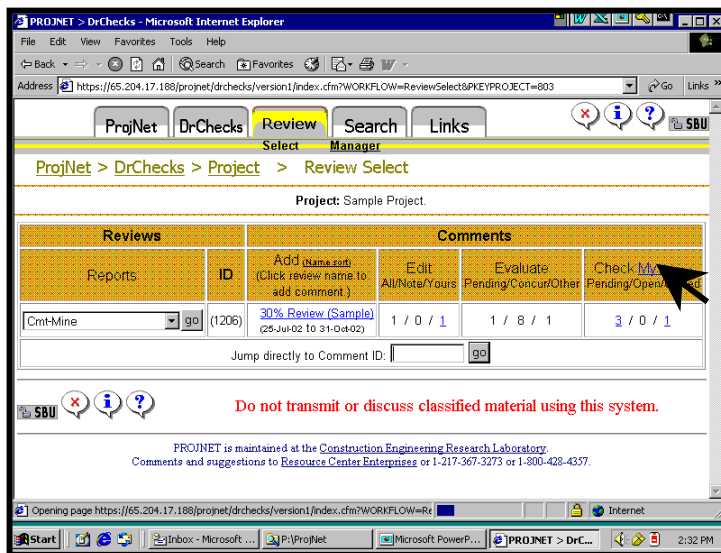 PROJNET > DrChecks - Microsoft Internet Explorer
File Edit View Favorites Tools Help
Back Search Favorites
Address https://65.204.17.188/projnet/drchecks/version1/index.cfm?WORKFLOW=ReviewSelect&PKEYPROJECT=803 Go Links »
ProjNet DrChecks Review Search Links
SBU
Select Manager
ProjNet > DrChecks > Project > Review Select
Project: Sample Project.
Reviews Comments
Reports ID Add (Name sort) Edit Evaluate Check My
(Click review name to All/Note/Yours Pending/Concur/Other Pending/Open/
add comment.)
Cmt-Mine go (1206) 30% Review (Sample) 1 / 0 / 1 1 / 8 / 1 3 / 0 / 1
(25-Jul-02 to 31-Oct-02)
Jump directly to Comment ID: go
SBU
Do not transmit or discuss classified material using this system.
PROJNET is maintained at the Construction Engineering Research Laboratory.
Comments and suggestions to Resource Center Enterprises or 1-217-367-3273 or 1-800-428-4357.
Opening page https://65.204.17.188/projnet/drchecks/version1/index.cfm?WORKFLOW=Re Internet
Start Inbox - Microsoft ... P:\ProjNet Microsoft PowerP... PROJNET > DrC... 2:32 PM